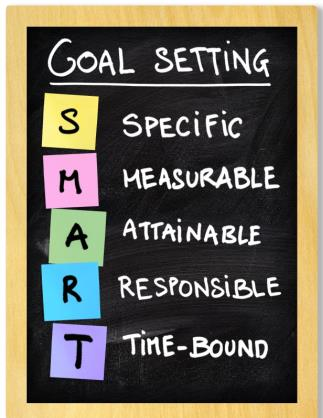 GOAL SETTING
S SPECIFIC
M MEASURABLE
A ATTAINABLE
R RESPONSIBLE
T TIME-BOUND